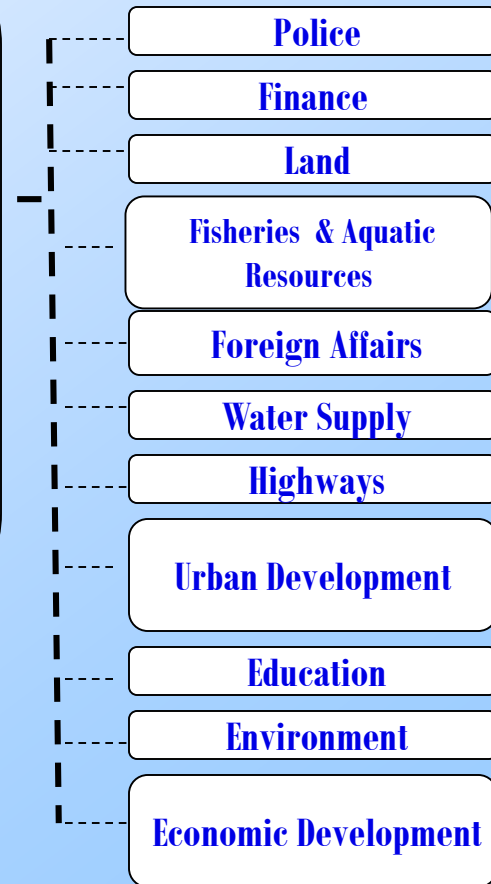 Police
Finance
Land
Fisheries & Aquatic
Resources
Foreign Affairs
Water Supply
Highways
Urban Development
Education
Environment
Economic Development